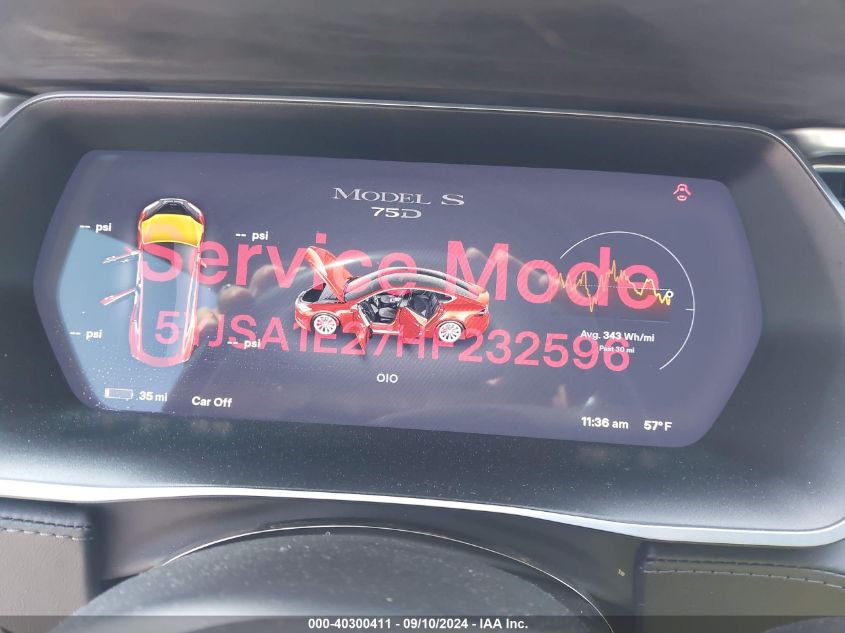 MODEL S
75D
-- psi
-- psi
Service Mode
51JSA1E27HF232596
Avg. 343 Wh/mi
Past 30 mi
-- psi
-- psi
OIO
35 mi
Car Off
11:36 am
57°F
000-40300411 - 09/10/2024 - IAA Inc.